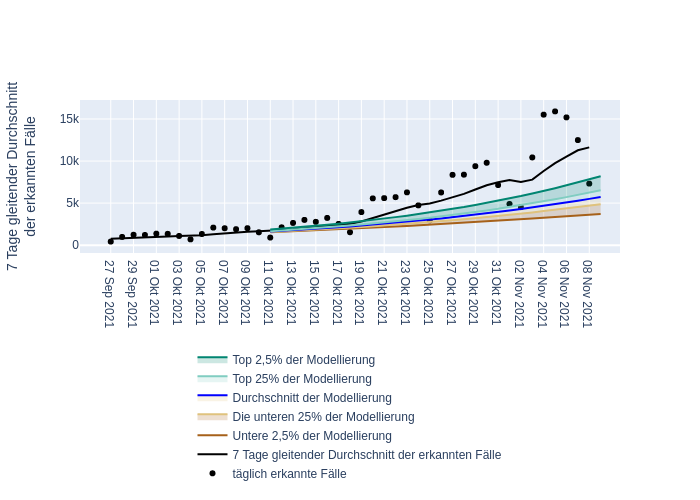 7 Tage gleitender Durchschnitt
der erkannten Fälle
15k
10k
5k
0
27 Sep 2021
29 Sep 2021
01 Okt 2021
03 Okt 2021
05 Okt 2021
07 Okt 2021
09 Okt 2021
11 Okt 2021
13 Okt 2021
15 Okt 2021
17 Okt 2021
19 Okt 2021
21 Okt 2021
23 Okt 2021
25 Okt 2021
27 Okt 2021
29 Okt 2021
31 Okt 2021
02 Nov 2021
04 Nov 2021
06 Nov 2021
08 Nov 2021
Top 2,5% der Modellierung
Top 25% der Modellierung
Durchschnitt der Modellierung
Die unteren 25% der Modellierung
Untere 2,5% der Modellierung
7 Tage gleitender Durchschnitt der erkannten Fälle
täglich erkannte Fälle